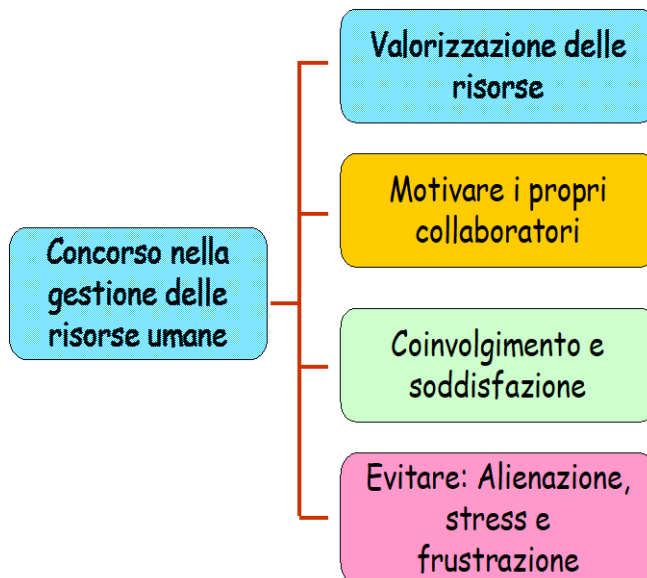 Valorizzazione delle
risorse
Motivare i propri
collaboratori
Concorso nella
gestione delle
risorse umane
Coinvolgimento e
soddisfazione
Evitare: Alienazione,
stress e
frustrazione